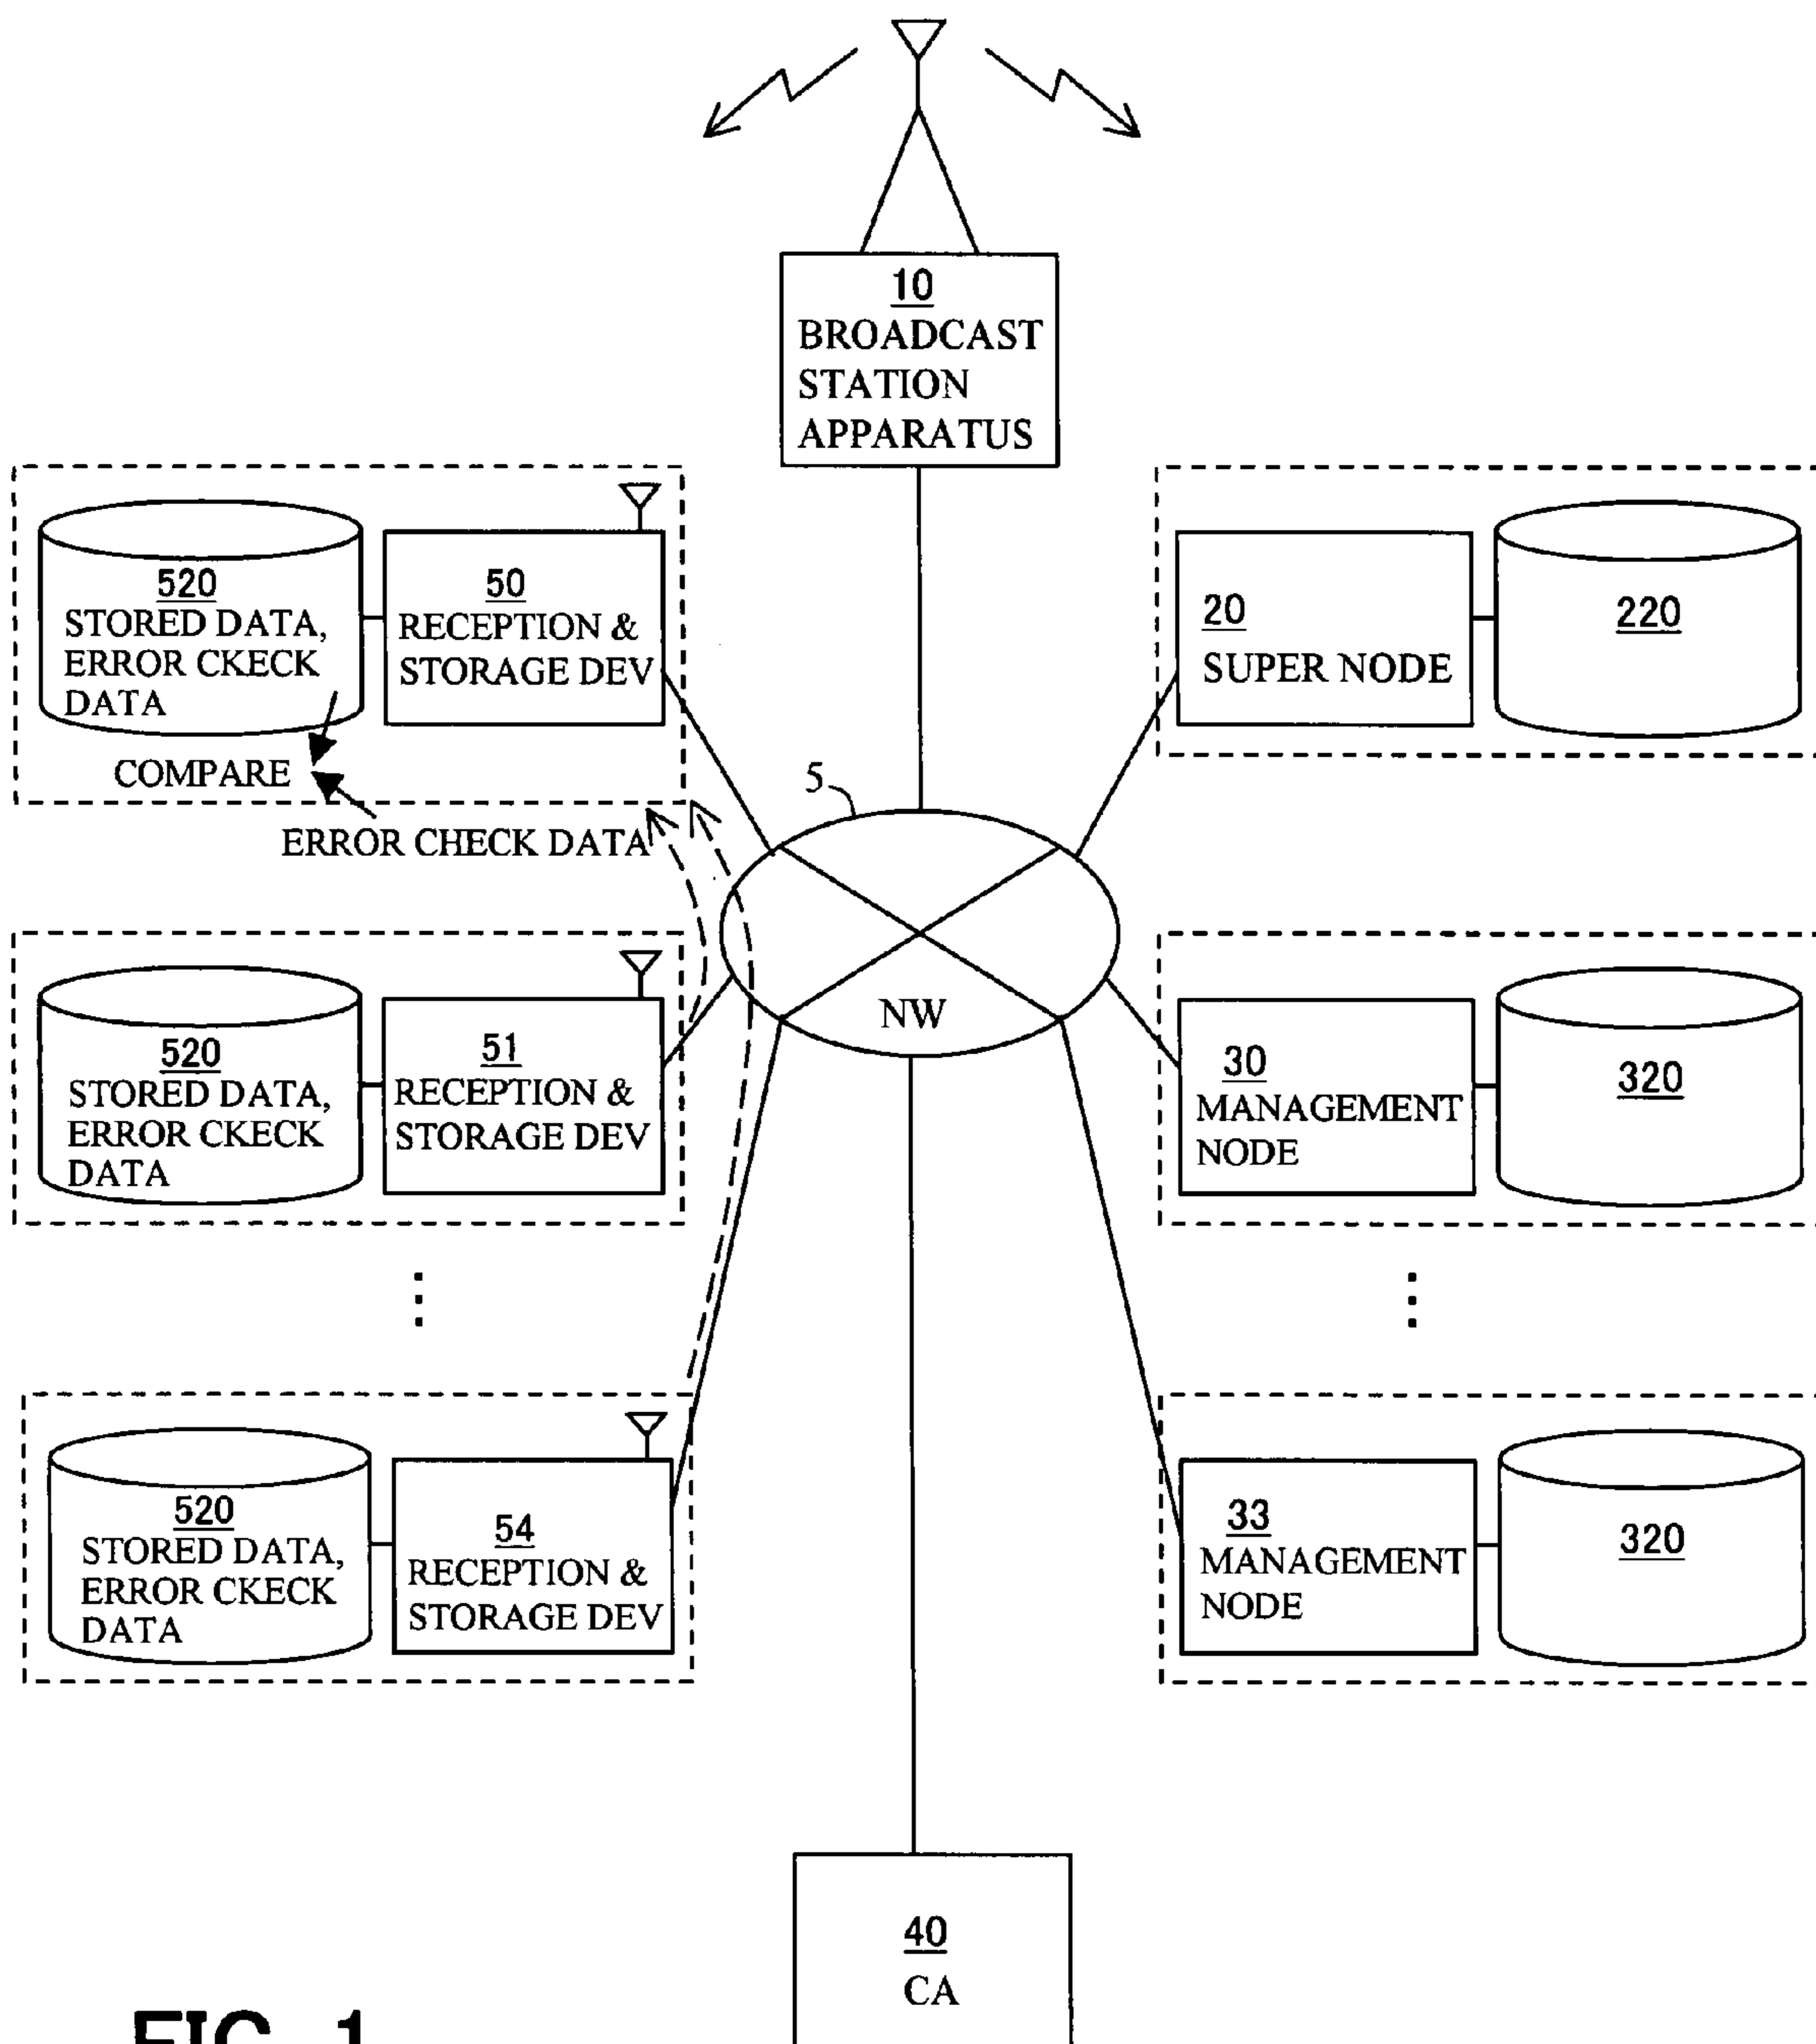 10
BROADCAST
STATION
APPARATUS
520
STORED DATA,
ERROR CKECK
DATA
50
RECEPTION &
STORAGE DEV
COMPARE
ERROR CHECK DATA
20
SUPER NODE
220
5
NW
520
STORED DATA,
ERROR CKECK
DATA
51
RECEPTION &
STORAGE DEV
30
MANAGEMENT
NODE
320
520
STORED DATA,
ERROR CKECK
DATA
54
RECEPTION &
STORAGE DEV
33
MANAGEMENT
NODE
320
40
CA
FIG. 1